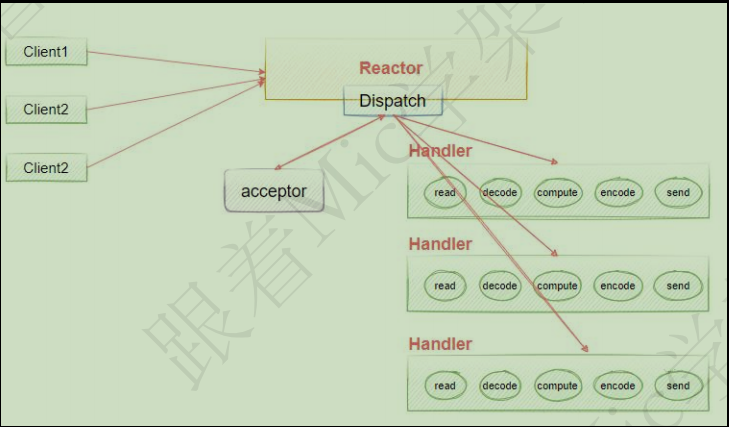 Client1
Client2
Client2
Reactor
Dispatch
acceptor
Handler
read decode compute encode send
Handler
read decode compute encode send
Handler
read decode compute encode send
跟着Mic学架